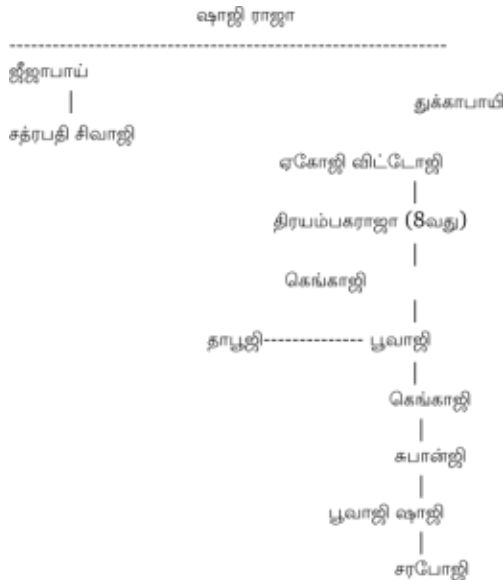 ஷாஜி ராஜா
ஜீஜாபாய்
துக்காபாயி
சத்ரபதி சிவாஜி
ஏகோஜி விட்டோஜி
திரயம்பகராஜா (8வது)
கெங்காஜி
தாபூஜி-------------- பூவாஜி
கெங்காஜி
சுபான்ஜி
பூவாஜி ஷாஜி
சரபோஜி